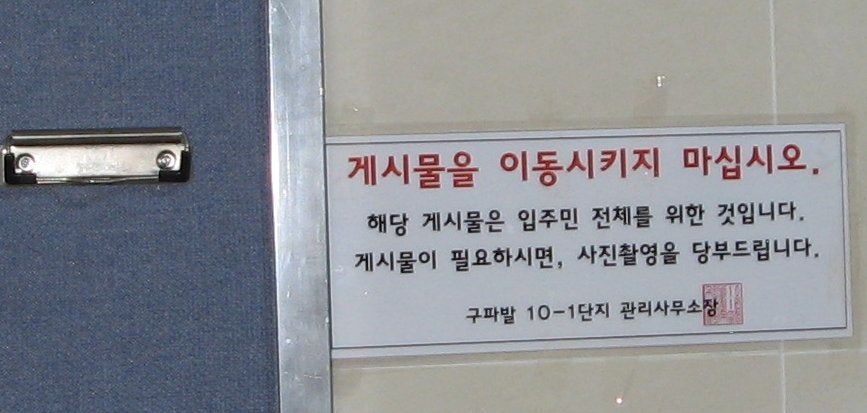 게시물을 이동시키지 마십시오.
해당 게시물은 입주민 전체를 위한 것입니다.
게시물이 필요하시면, 사진촬영을 당부드립니다.
구파발 10-1단지 관리사무소장